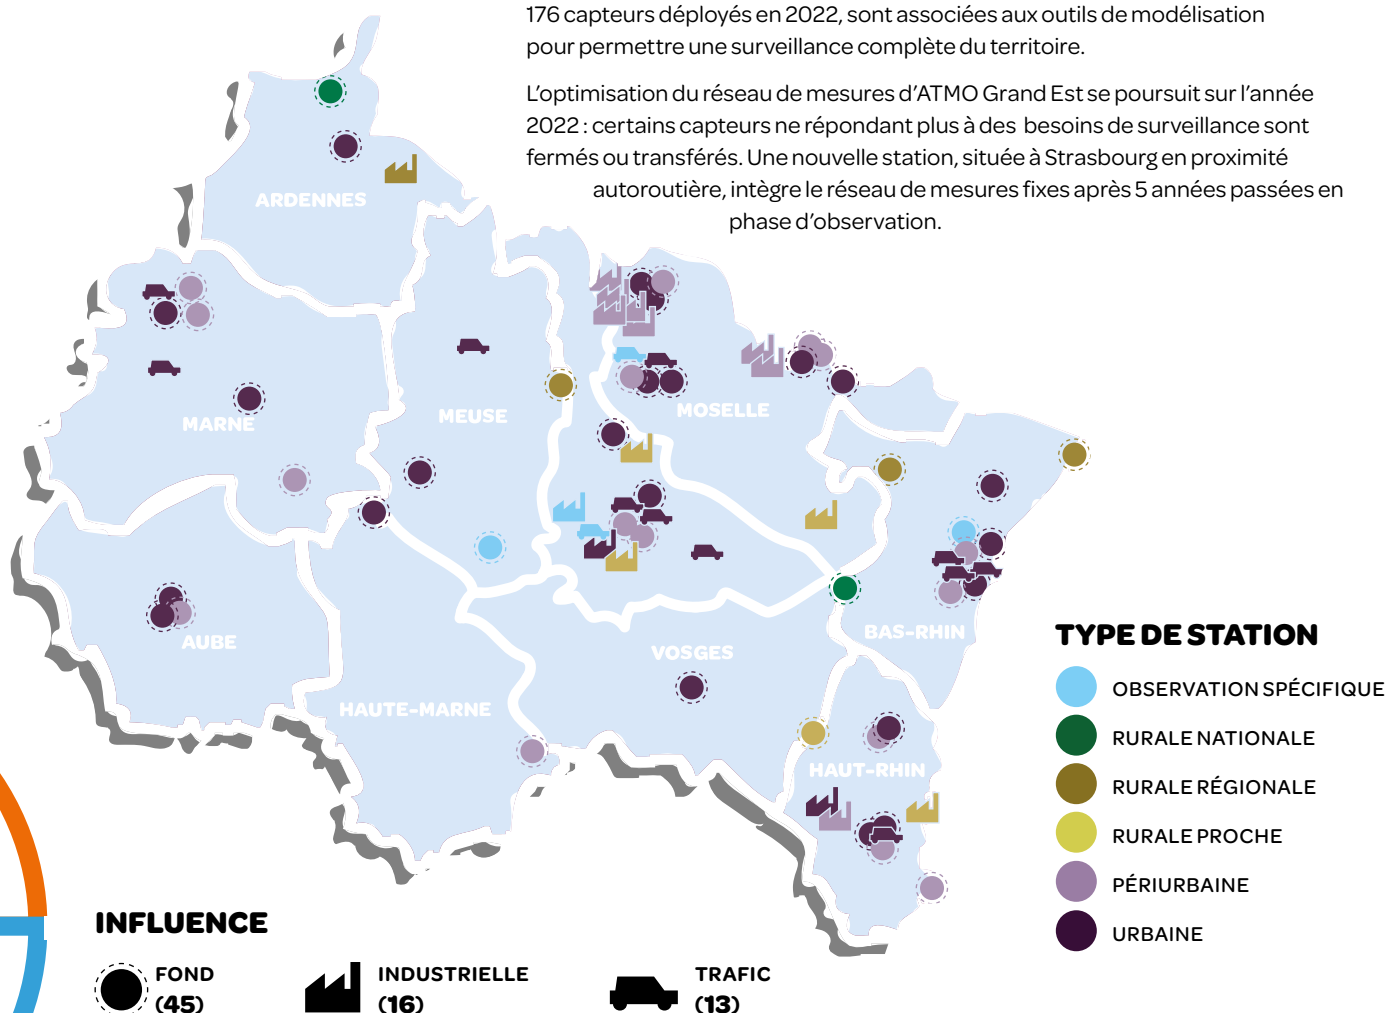 176 capteurs déployés en 2022, sont associées aux outils de modélisation
pour permettre une surveillance complète du territoire.
L'optimisation du réseau de mesures d'ATMO Grand Est se poursuit sur l'année
2022 : certains capteurs ne répondant plus à des besoins de surveillance sont
fermés ou transférés. Une nouvelle station, située à Strasbourg en proximité
autoroutière, intègre le réseau de mesures fixes après 5 années passées en
phase d'observation.
ARDENNES
MARNE
MEUSE
MOSELLE
AUBE
BAS-RHIN
VOSGES
HAUTE-MARNE
HAUT-RHIN
TYPE DE STATION
OBSERVATION SPÉCIFIQUE
RURALE NATIONALE
RURALE RÉGIONALE
RURALE PROCHE
PÉRIURBAINE
URBAINE
INFLUENCE
FOND
(45)
INDUSTRIELLE
(16)
TRAFIC
(13)